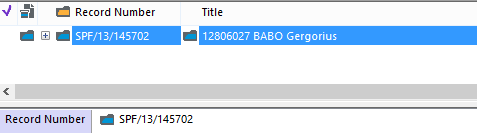 Record Number Title
SPF/13/145702 12806027 BABO Gergorius
Record Number SPF/13/145702